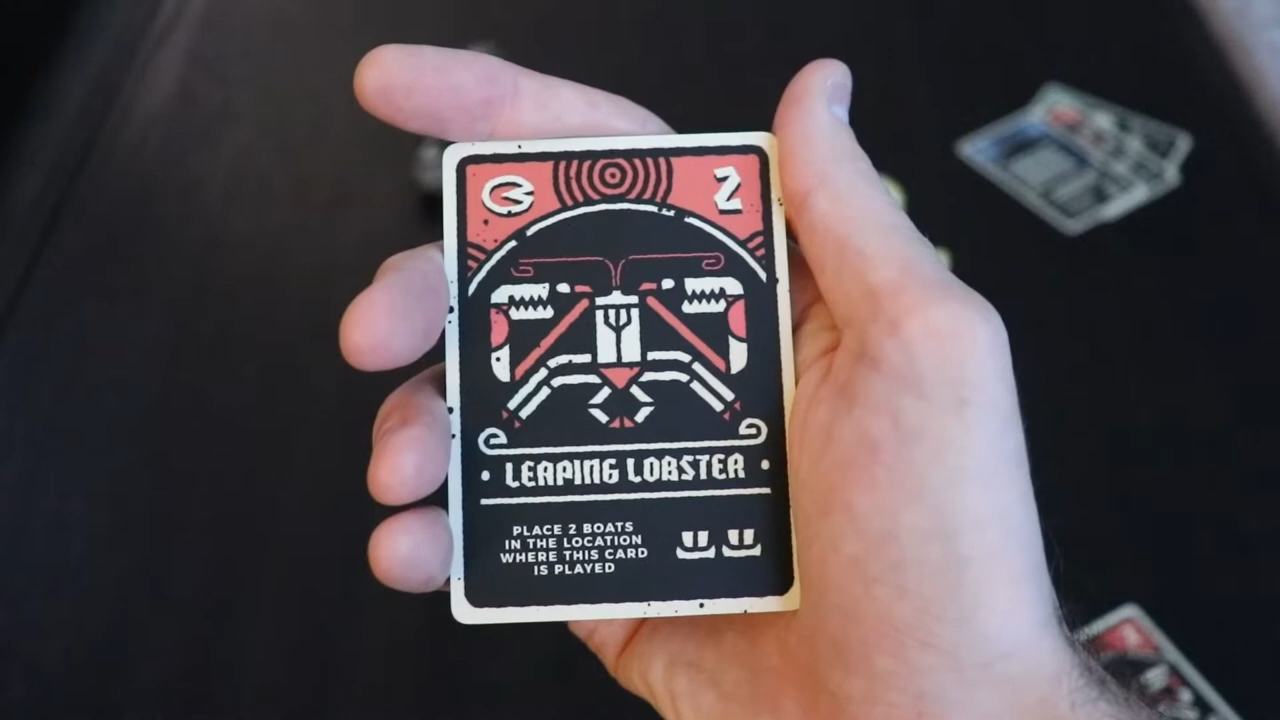 2
LEAPING LOBSTER
PLACE 2 BOATS
IN THE LOCATION
WHERE THIS CARD
IS PLAYED